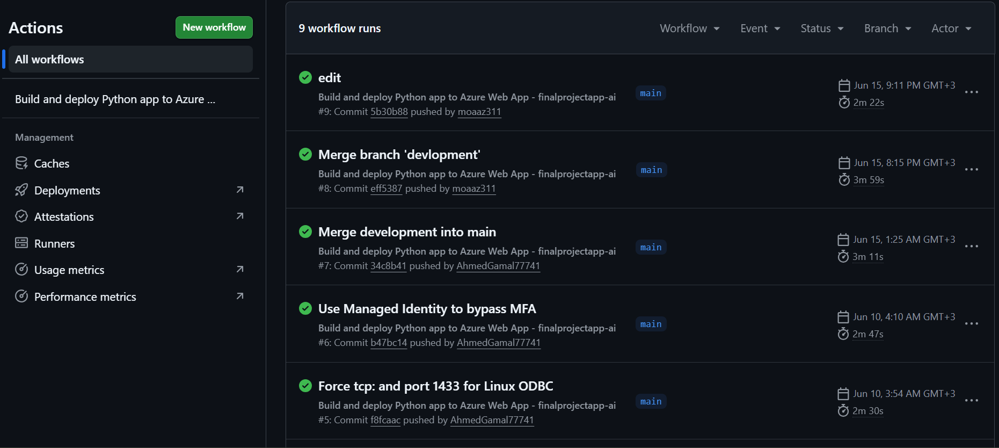 Actions
New workflow
All workflows
Build and deploy Python app to Azure ...
Management
Caches
Deployments
Attestations
Runners
Usage metrics
Performance metrics
9 workflow runs
Workflow
Event
Status
Branch
Actor
edit
Build and deploy Python app to Azure Web App - finalprojectapp-ai
#9: Commit 5b30b88 pushed by moaaz311
main
Jun 15, 9:11 PM GMT+3
2m 22s
Merge branch 'devlopment'
Build and deploy Python app to Azure Web App - finalprojectapp-ai
#8: Commit eff5387 pushed by moaaz311
main
Jun 15, 8:15 PM GMT+3
3m 59s
Merge development into main
Build and deploy Python app to Azure Web App - finalprojectapp-ai
#7: Commit 34c8b41 pushed by AhmedGamal77741
main
Jun 15, 1:25 AM GMT+3
3m 11s
Use Managed Identity to bypass MFA
Build and deploy Python app to Azure Web App - finalprojectapp-ai
#6: Commit b47bc14 pushed by AhmedGamal77741
main
Jun 10, 4:10 AM GMT+3
2m 47s
Force tcp: and port 1433 for Linux ODBC
Build and deploy Python app to Azure Web App - finalprojectapp-ai
#5: Commit f8fcaac pushed by AhmedGamal77741
main
Jun 10, 3:54 AM GMT+3
2m 30s